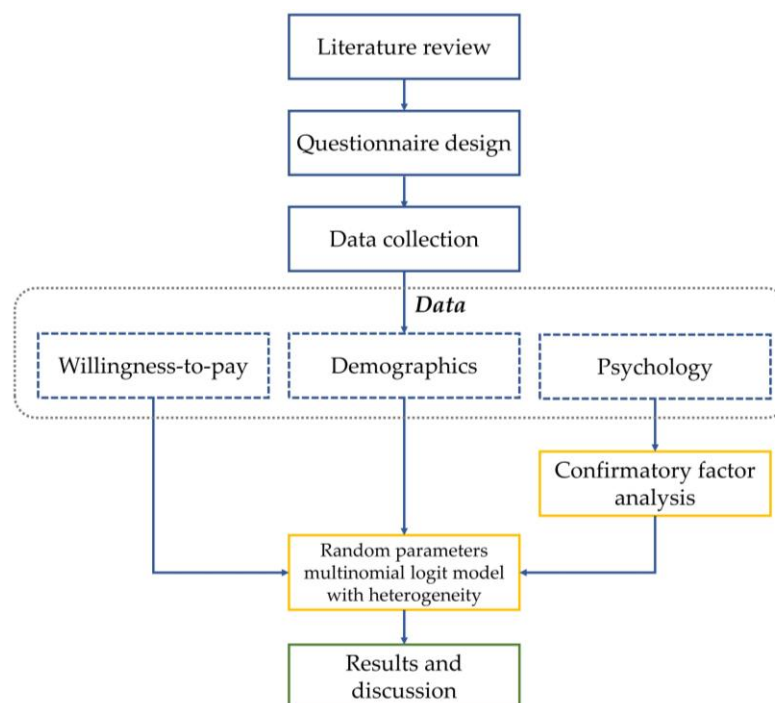 Literature review
Questionnaire design
Data collection
Data
Willingness-to-pay
Demographics
Psychology
Confirmatory factor
analysis
Random parameters
multinomial logit model
with heterogeneity
Results and
discussion